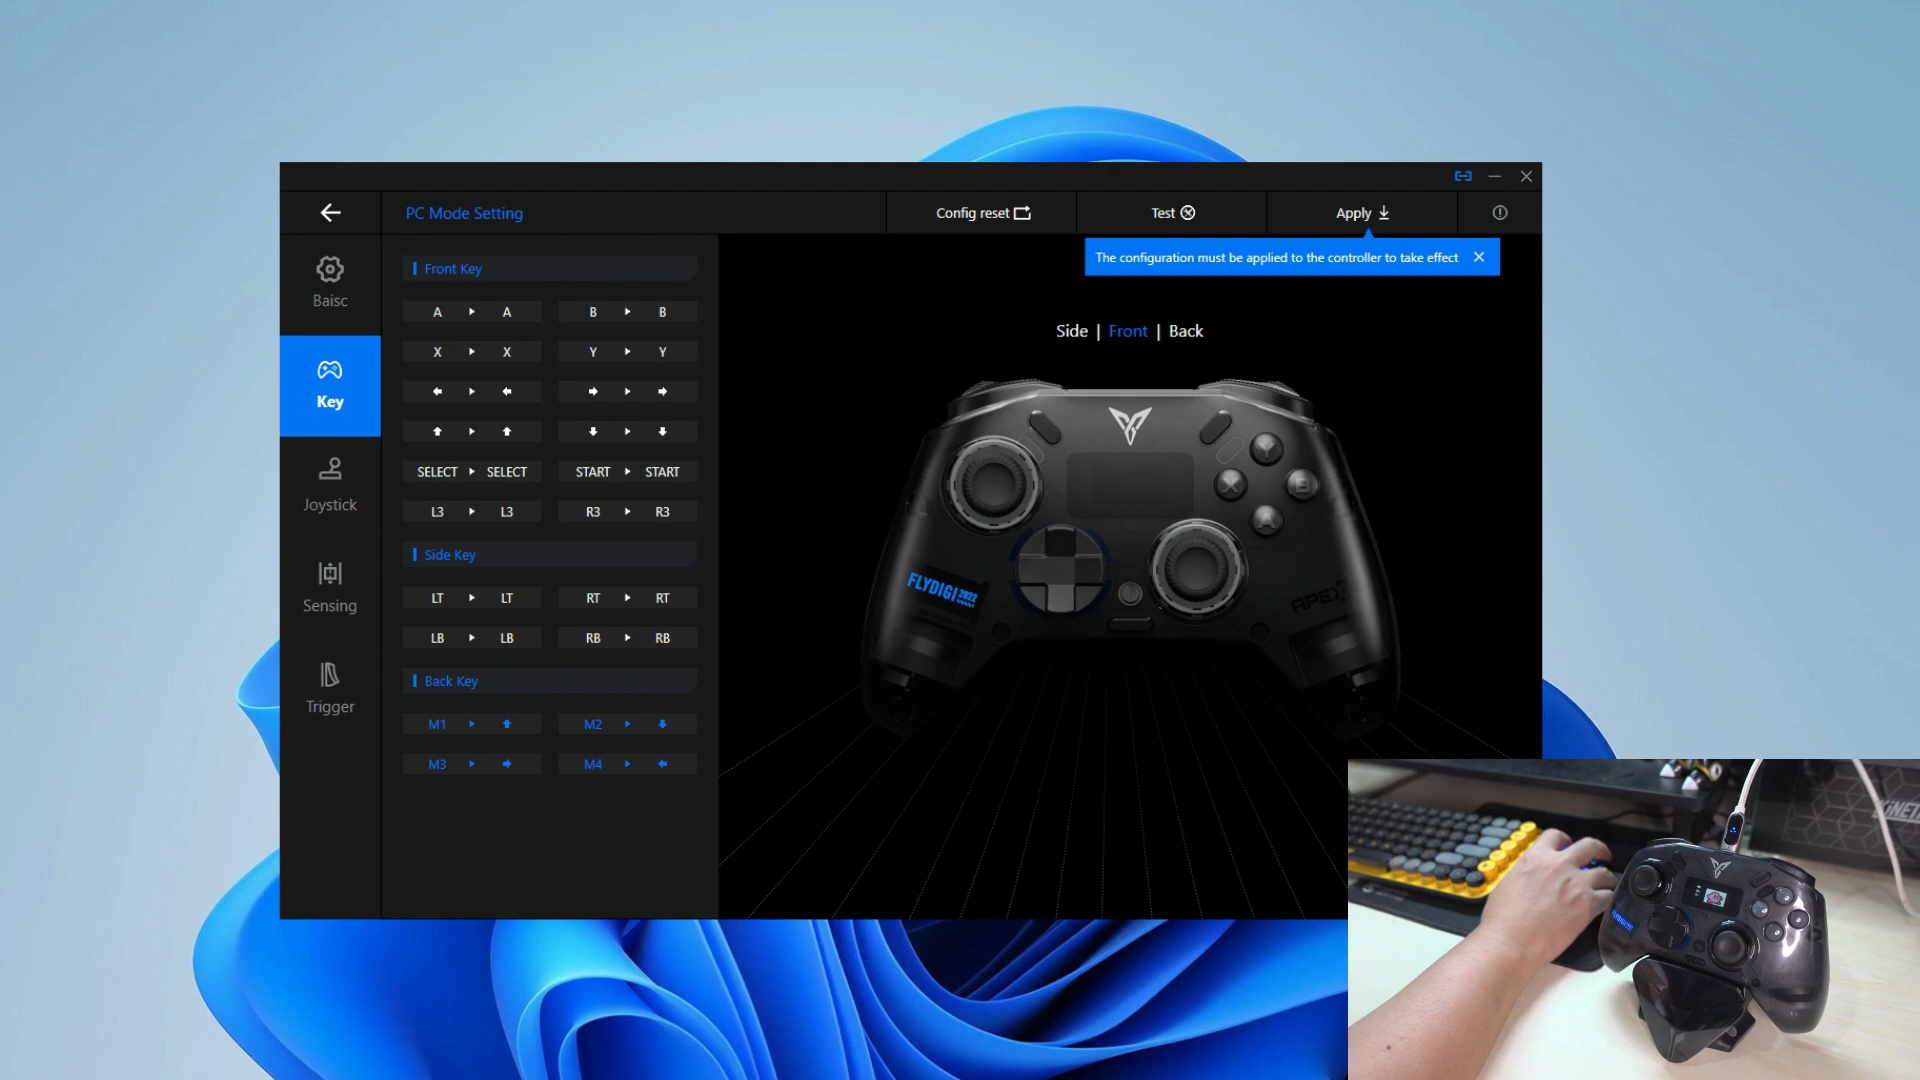 PC Mode Setting
Config reset
Test
Apply
The configuration must be applied to the controller to take effect
Baisc
Key
Joystick
Sensing
Trigger
Front Key
A A B B
X X Y Y
SELECT SELECT START START
L3 L3 R3 R3
Side Key
LT LT RT RT
LB LB RB RB
Back Key
M1 M2
M3 M4
Side | Front | Back
Y
X B
A
FLYDIGI 2022
APEX3